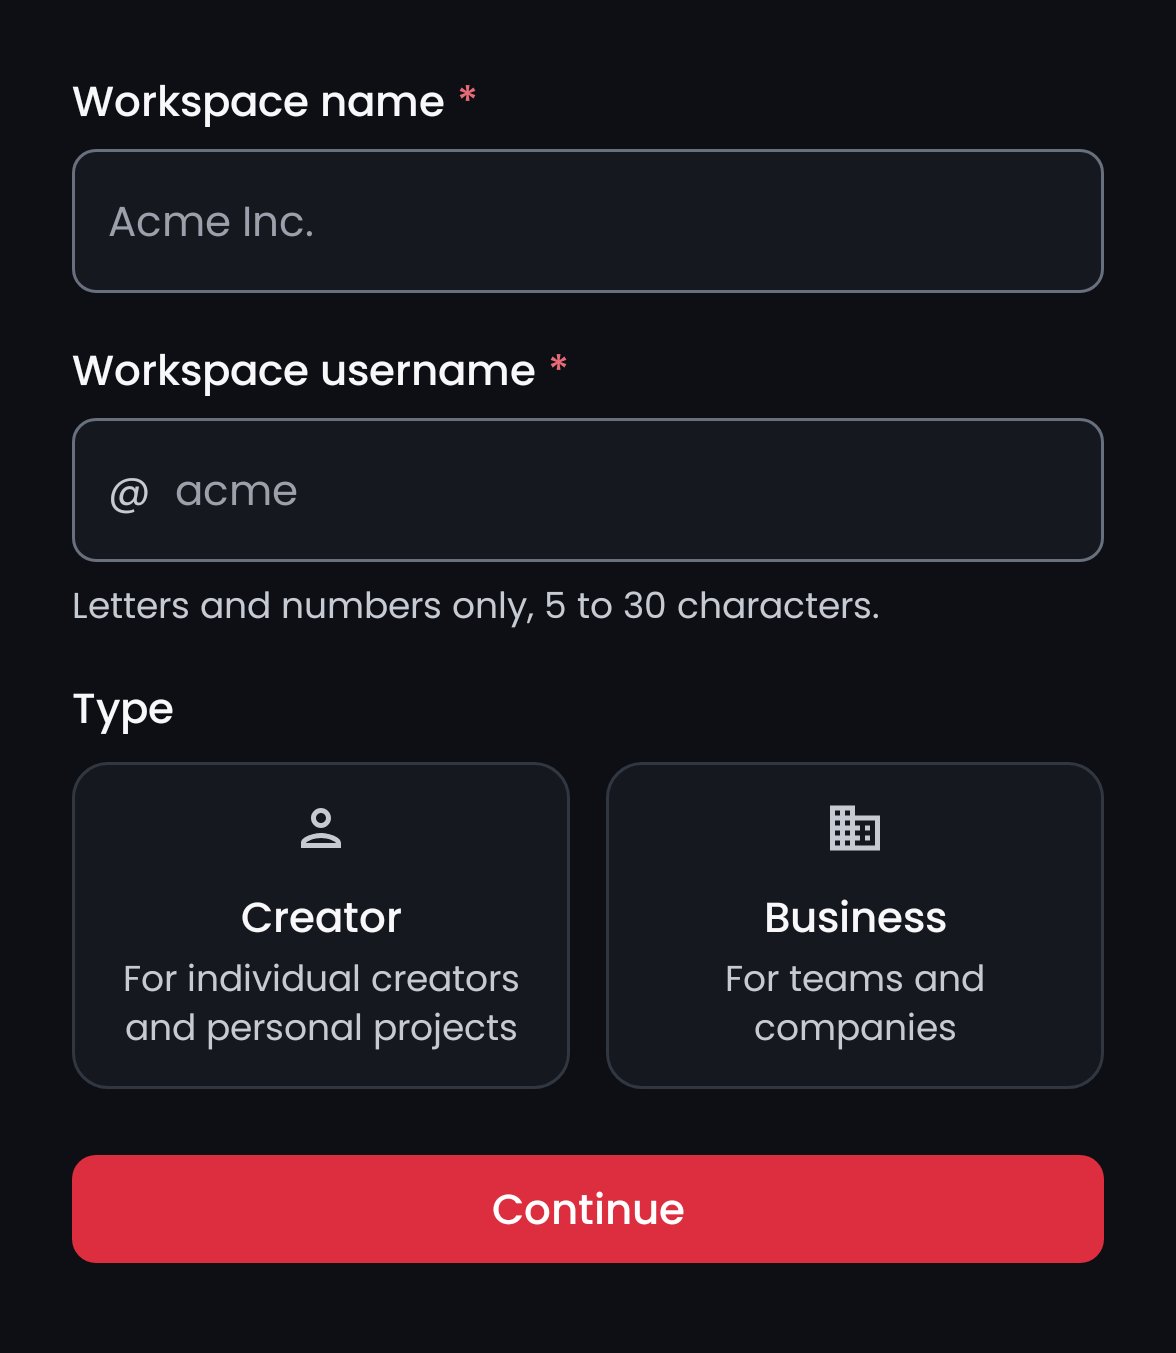 Workspace name *
Acme Inc.
Workspace username *
@ acme
Letters and numbers only, 5 to 30 characters.
Type
Creator
For individual creators
and personal projects
Business
For teams and
companies
Continue